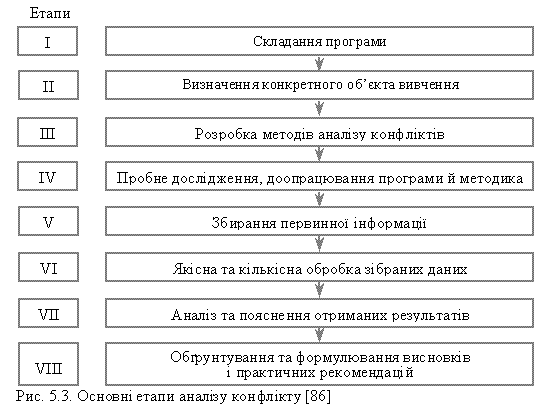 Етапи
I Складання програми
II Визначення конкретного об’єкта вивчення
III Розробка методів аналізу конфліктів
IV Пробне дослідження, доопрацювання програми й методика
V Збирання первинної інформації
VI Якісна та кількісна обробка зібраних даних
VII Аналіз та пояснення отриманих результатів
VIII Обґрунтування та формулювання висновків
і практичних рекомендацій
Рис. 5.3. Основні етапи аналізу конфлікту [86]